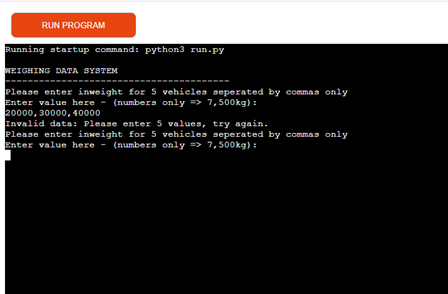 RUN PROGRAM
Running startup command: python3 run.py
WEIGHING DATA SYSTEM
----------------------------------------
Please enter inweight for 5 vehicles seperated by commas only
Enter value here - (numbers only => 7,500kg):
20000,30000,40000
Invalid data: Please enter 5 values, try again.
Please enter inweight for 5 vehicles seperated by commas only
Enter value here - (numbers only => 7,500kg):